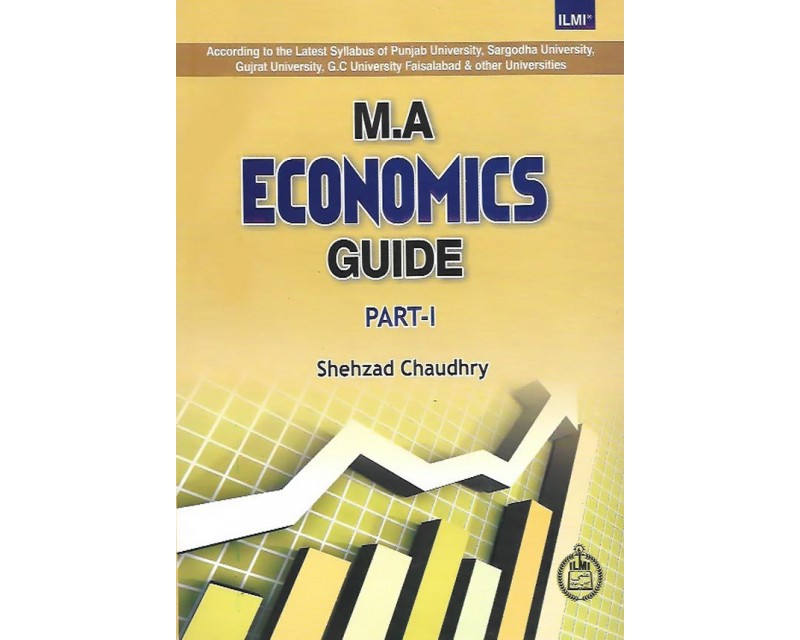 ILMI®
According to the Latest Syllabus of Punjab University, Sargodha University,
Gujrat University, G.C University Faisalabad & other Universities
M.A
ECONOMICS
GUIDE
PART-I
Shehzad Chaudhry
ILMI